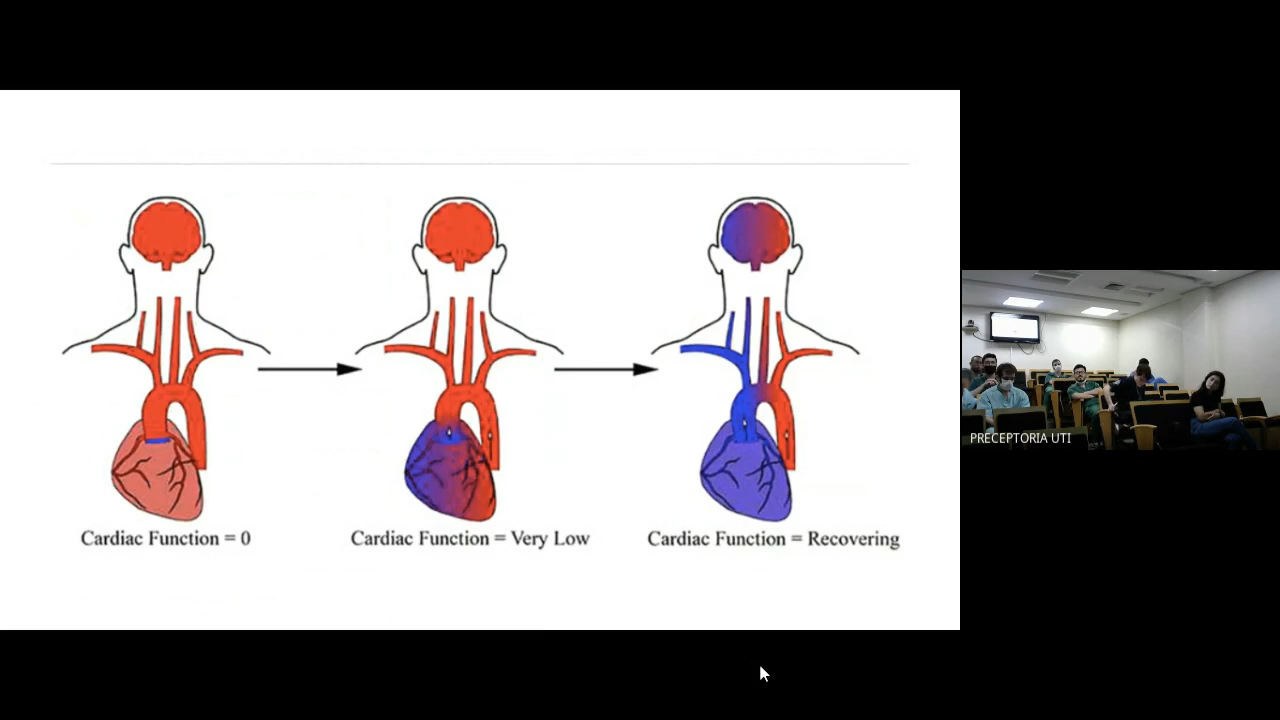 Cardiac Function = 0
Cardiac Function = Very Low
Cardiac Function = Recovering
PRECEPTORIA UTI